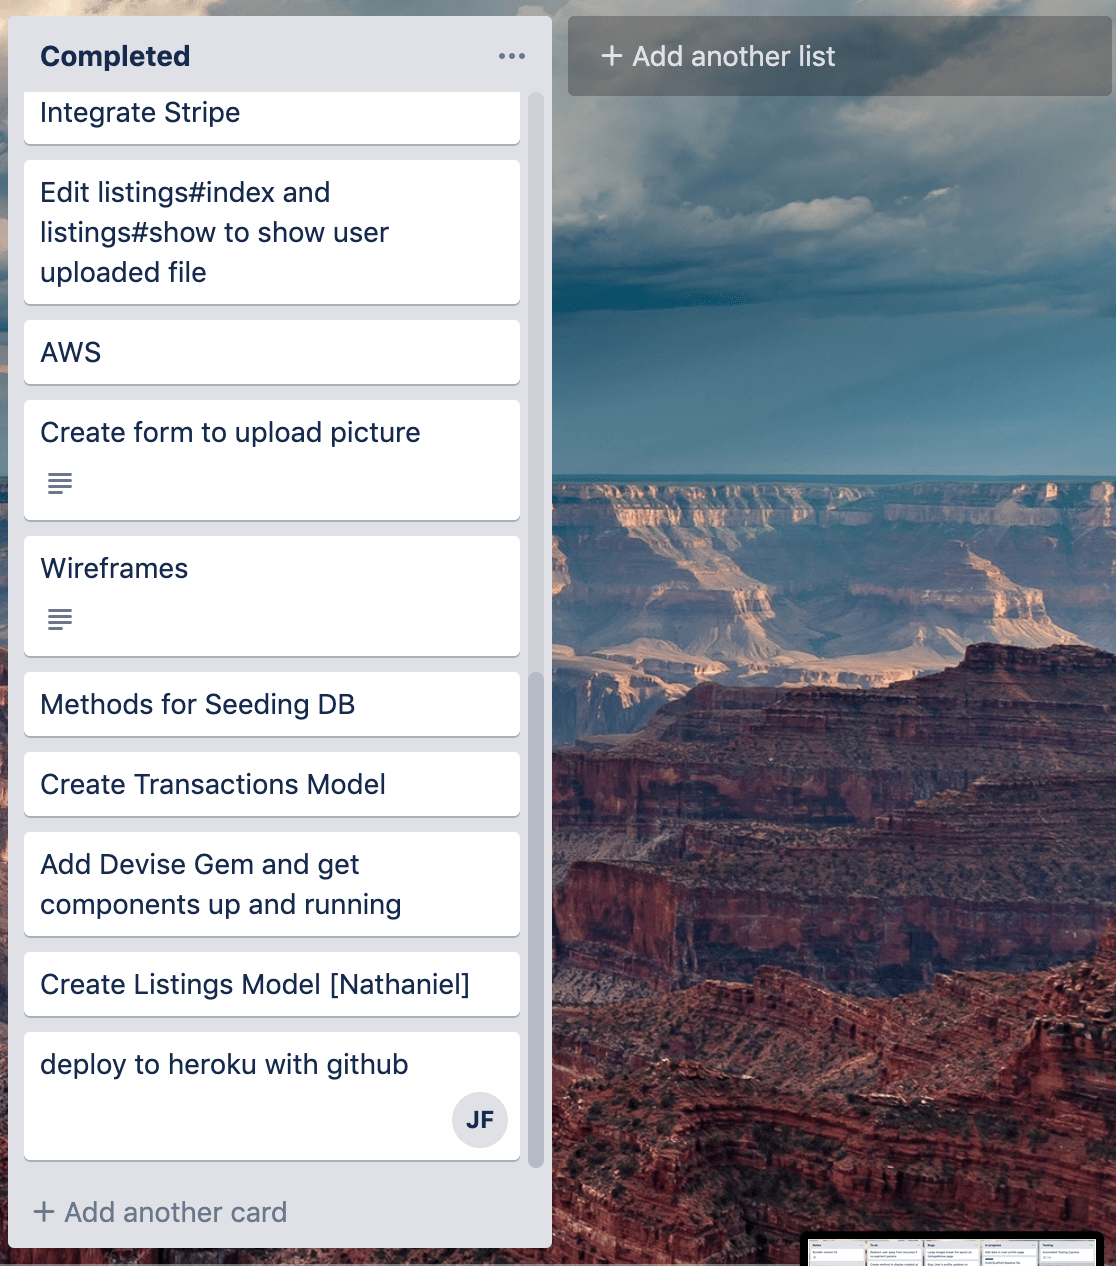 Completed
+ Add another list
Integrate Stripe
Edit listings#index and
listings#show to show user
uploaded file
AWS
Create form to upload picture
Wireframes
Methods for Seeding DB
Create Transactions Model
Add Devise Gem and get
components up and running
Create Listings Model [Nathaniel]
deploy to heroku with github
JF
+ Add another card